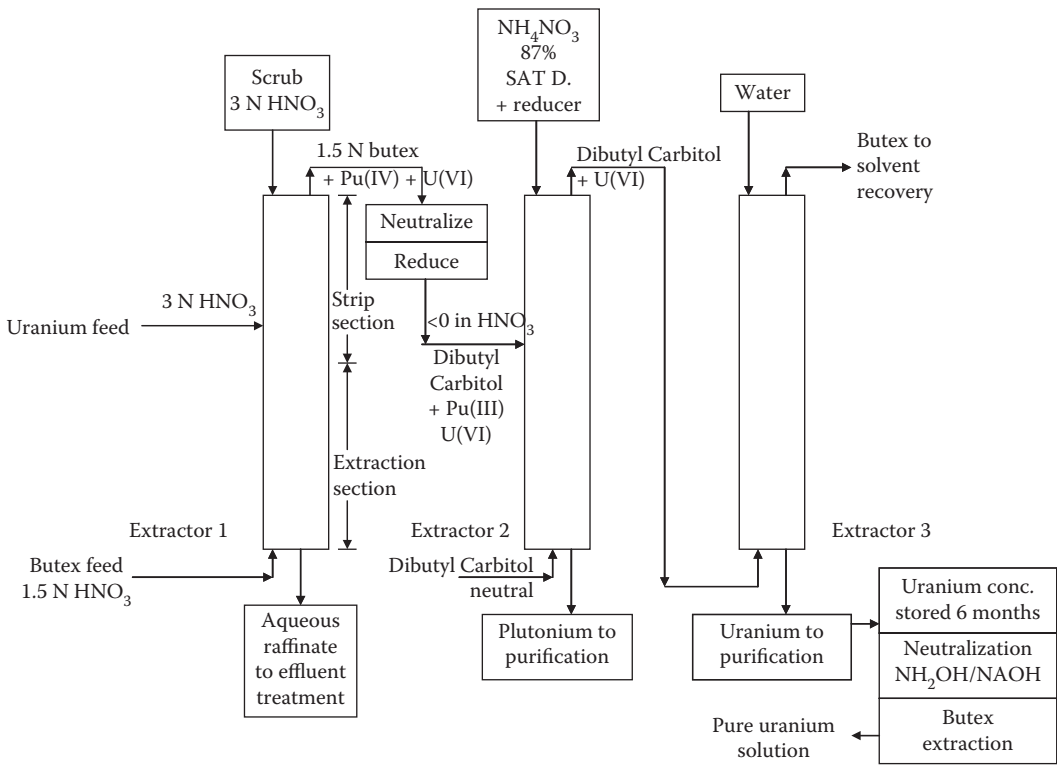 Scrub
3 N HNO₃
NH₄NO₃
87%
SAT D.
+ reducer
Water
1.5 N butex
+ Pu(IV) + U(VI)
Dibutyl Carbitol
+ U(VI)
Butex to
solvent
recovery
Neutralize
Reduce
Uranium feed
3 N HNO₃
Strip
section
<0 in HNO₃
Dibutyl
Carbitol
+ Pu(III)
U(VI)
Extraction
section
Extractor 1
Extractor 2
Extractor 3
Butex feed
1.5 N HNO₃
Dibutyl Carbitol
neutral
Aqueous
raffinate
to effluent
treatment
Plutonium to
purification
Uranium to
purification
Uranium conc.
stored 6 months
Neutralization
NH₂OH/NAOH
Butex
extraction
Pure uranium
solution